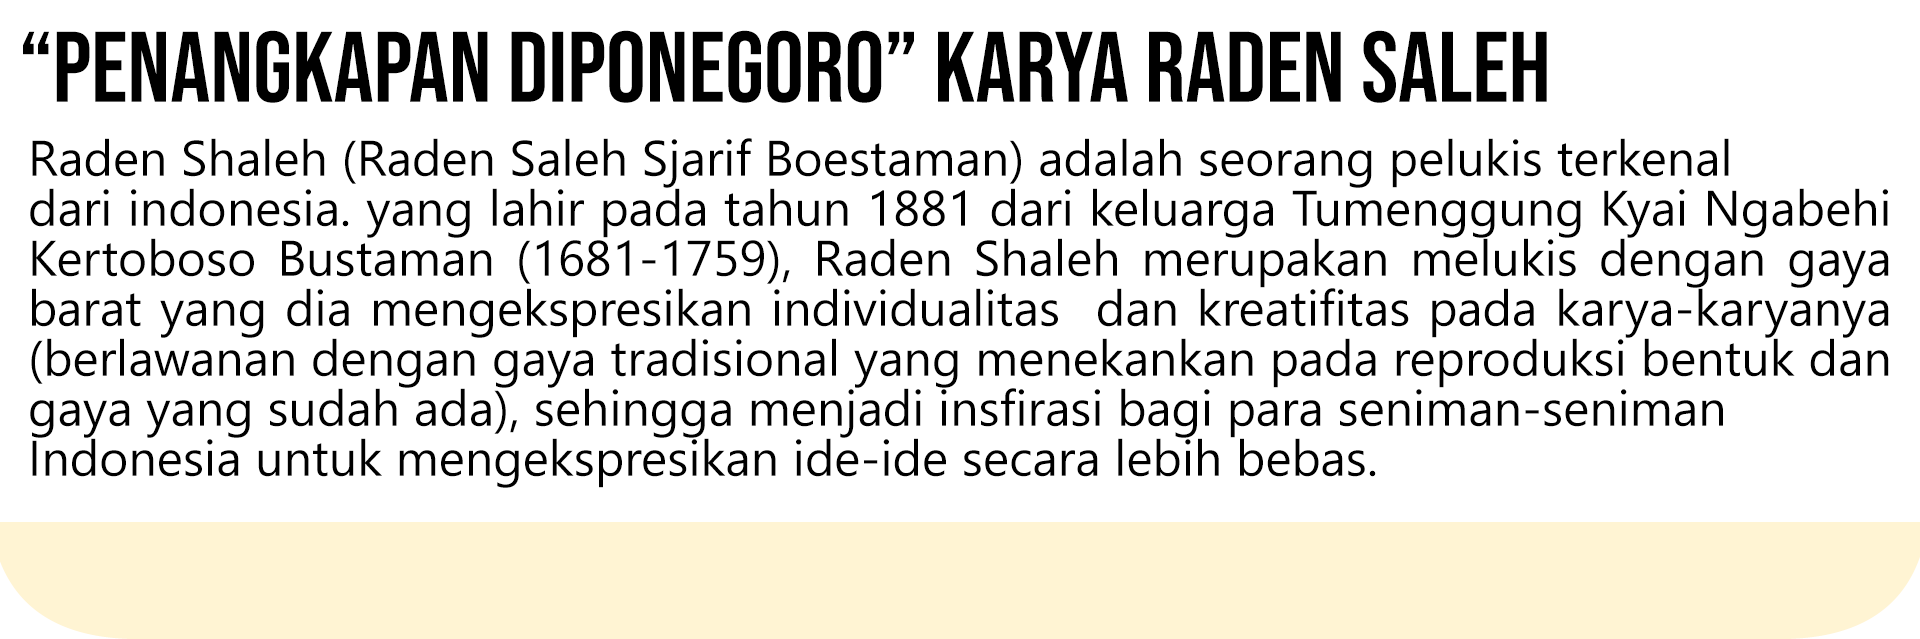 “PENANGKAPAN DIPONEGORO” KARYA RADEN SALEH
Raden Shaleh (Raden Saleh Sjarif Boestaman) adalah seorang pelukis terkenal
dari indonesia. yang lahir pada tahun 1881 dari keluarga Tumenggung Kyai Ngabehi
Kertoboso Bustaman (1681-1759), Raden Shaleh merupakan melukis dengan gaya
barat yang dia mengekspresikan individualitas  dan kreatifitas pada karya-karyanya
(berlawanan dengan gaya tradisional yang menekankan pada reproduksi bentuk dan
gaya yang sudah ada), sehingga menjadi insfirasi bagi para seniman-seniman
Indonesia untuk mengekspresikan ide-ide secara lebih bebas.